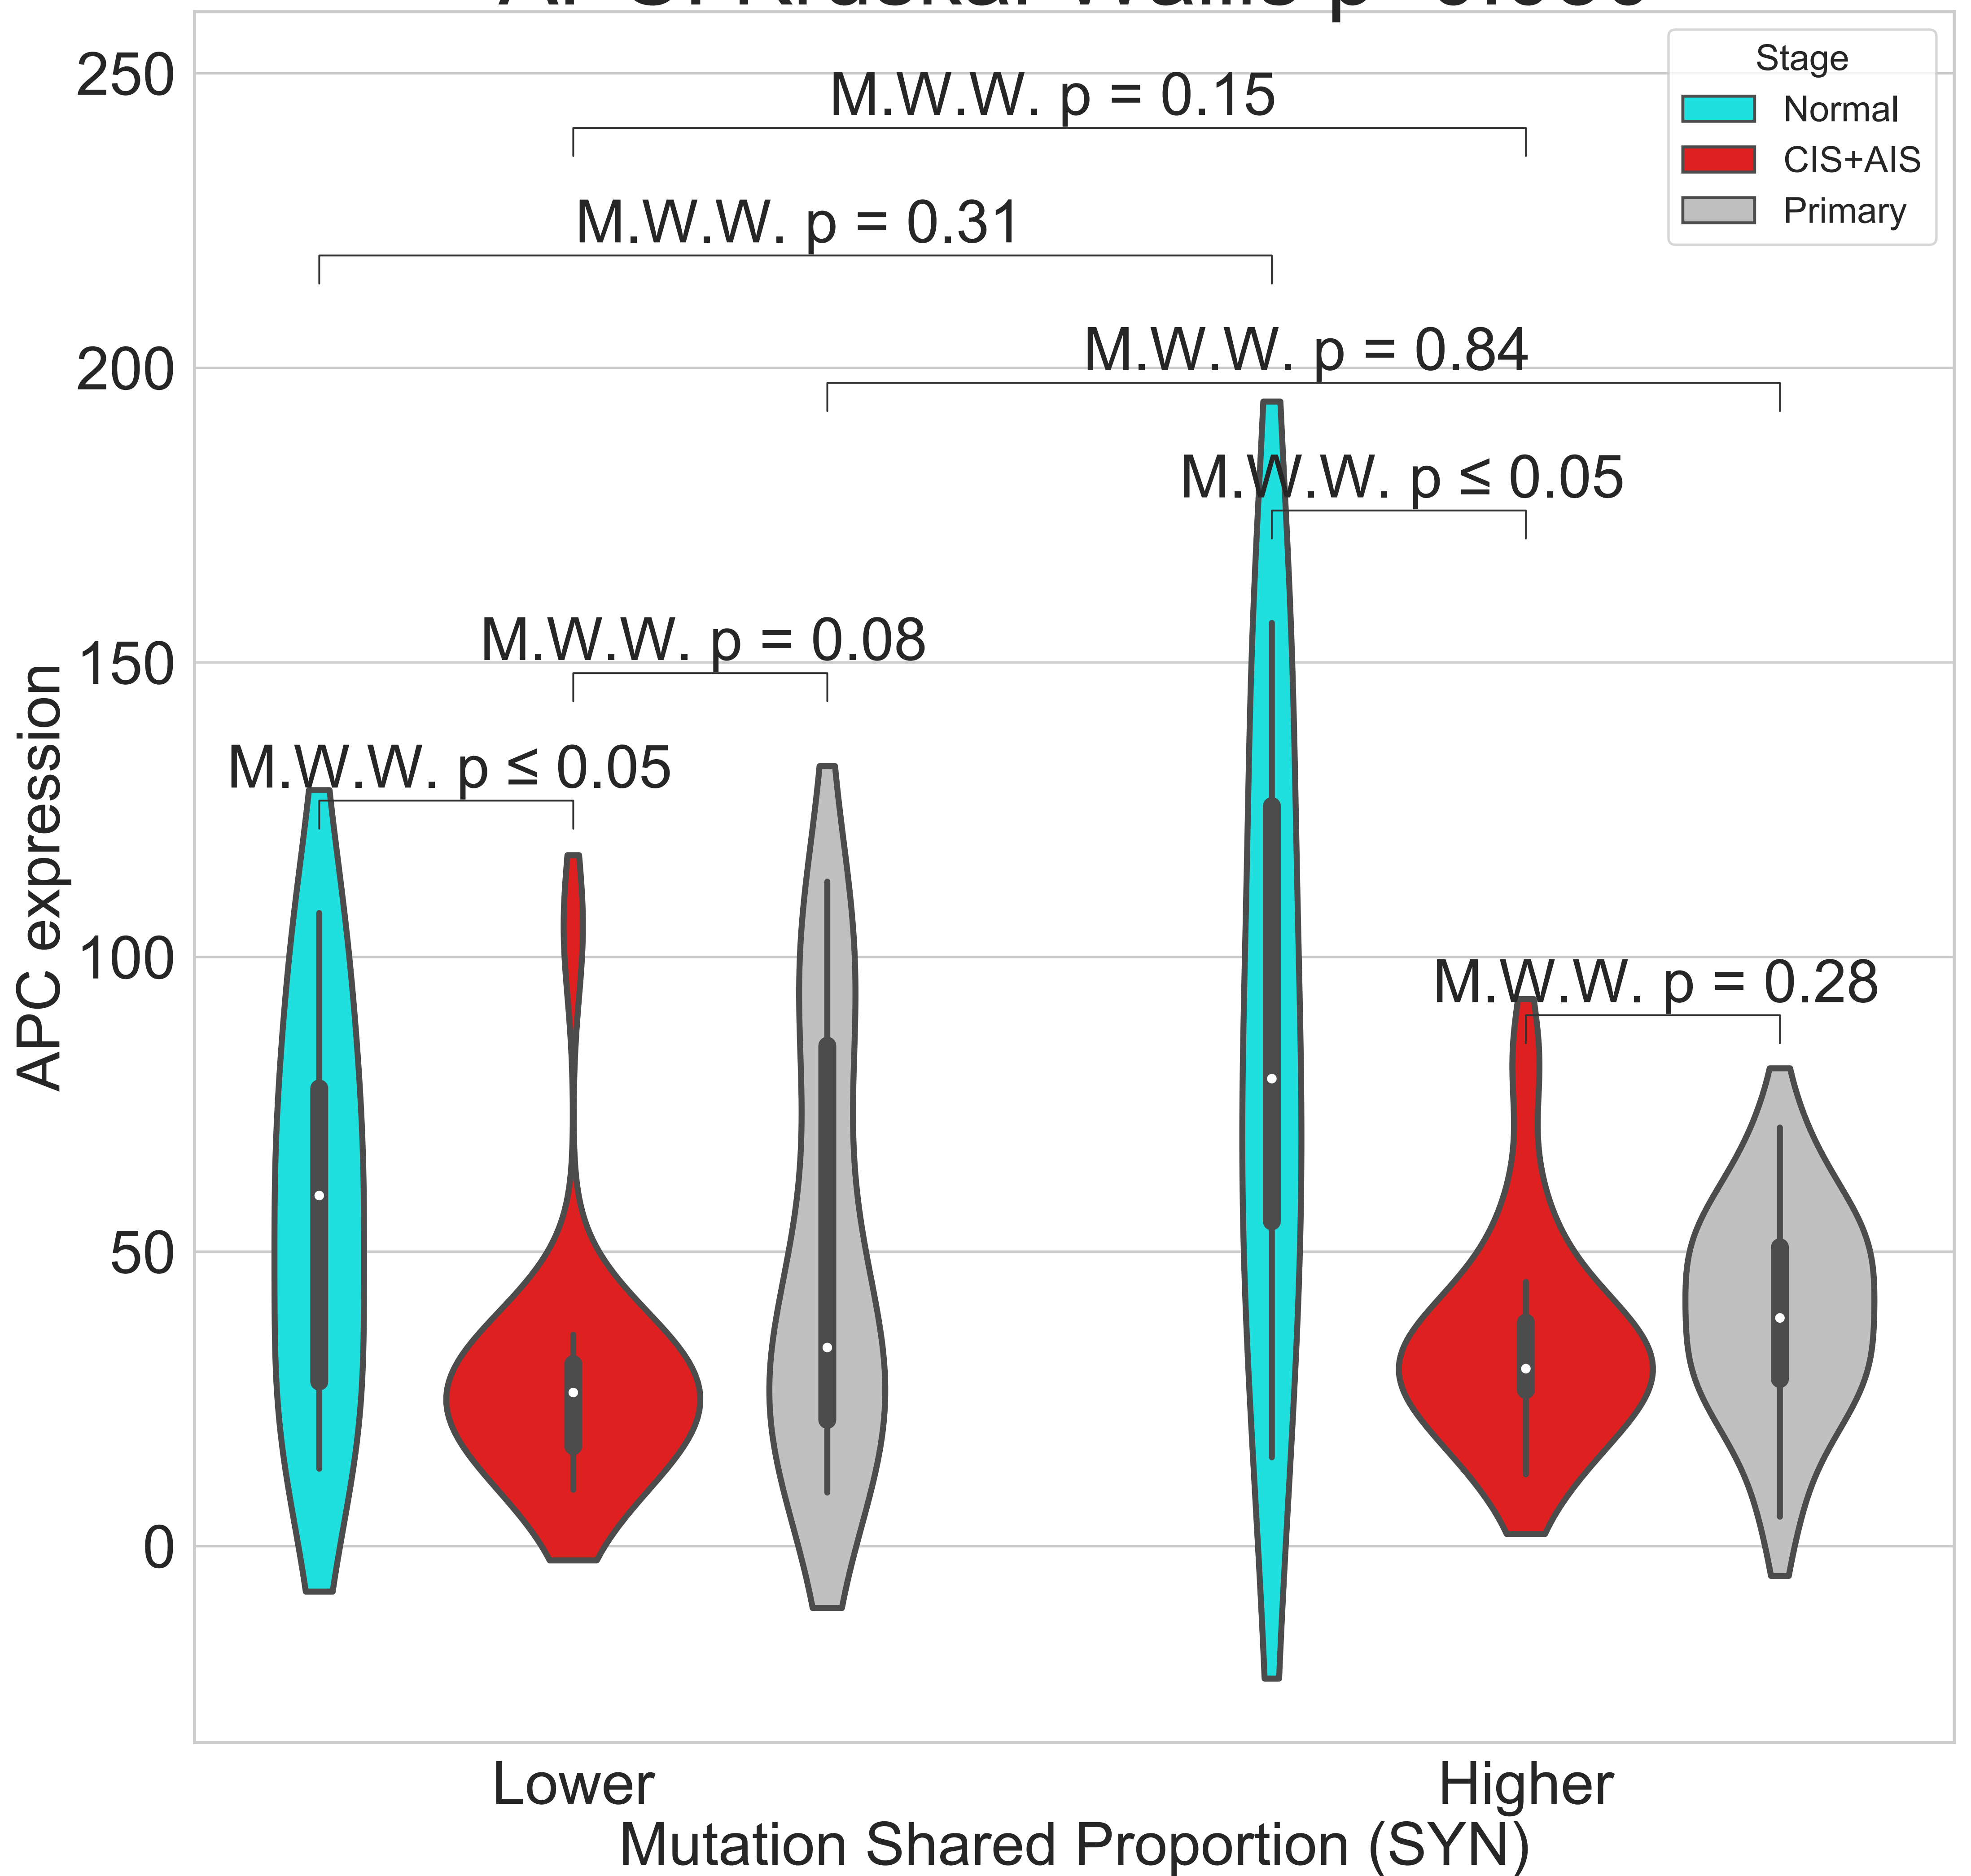 250
200
150
100
50
0
APC expression
M.W.W. p = 0.15
M.W.W. p = 0.31
M.W.W. p = 0.84
M.W.W. p ≤ 0.05
M.W.W. p = 0.08
M.W.W. p ≤ 0.05
M.W.W. p = 0.28
Stage
Normal
CIS+AIS
Primary
Lower
Higher
Mutation Shared Proportion (SYN)